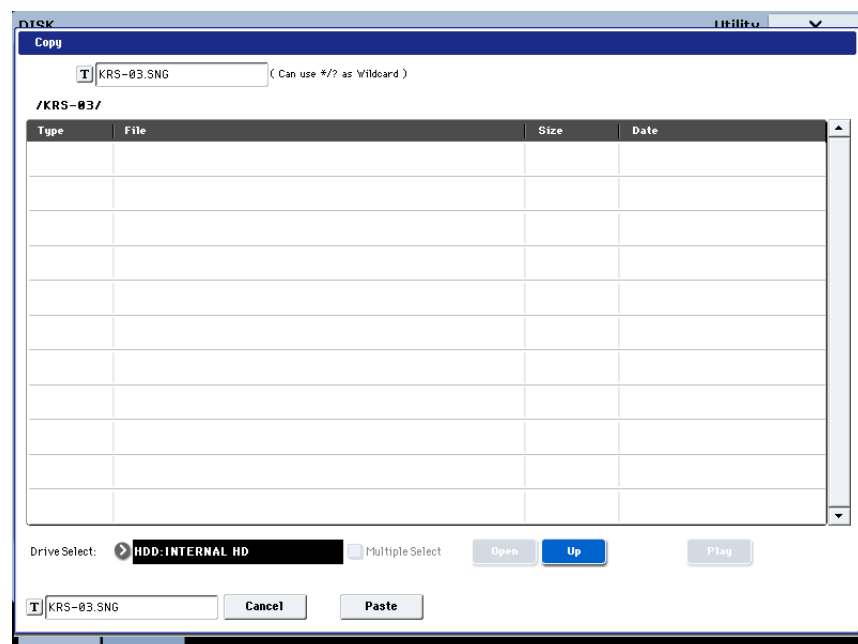 DISK Utility
Copy
T KRS-03.SNG ( Can use */? as Wildcard )
/KRS-03/
Type File Size Date
Drive Select: HDD:INTERNAL HD Multiple Select Open Up Play
T KRS-03.SNG Cancel Paste